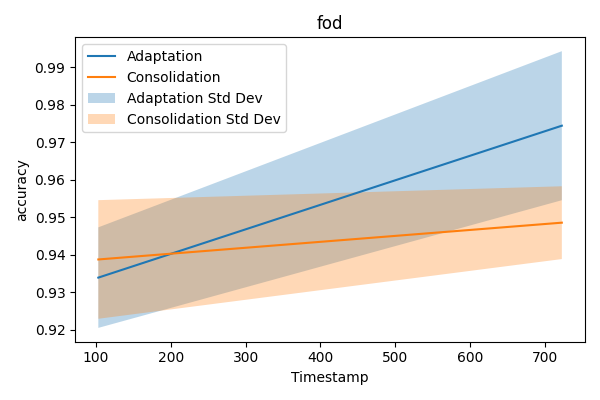 fod
Adaptation
Consolidation
Adaptation Std Dev
Consolidation Std Dev
accuracy
0.99
0.98
0.97
0.96
0.95
0.94
0.93
0.92
100 200 300 400 500 600 700
Timestamp